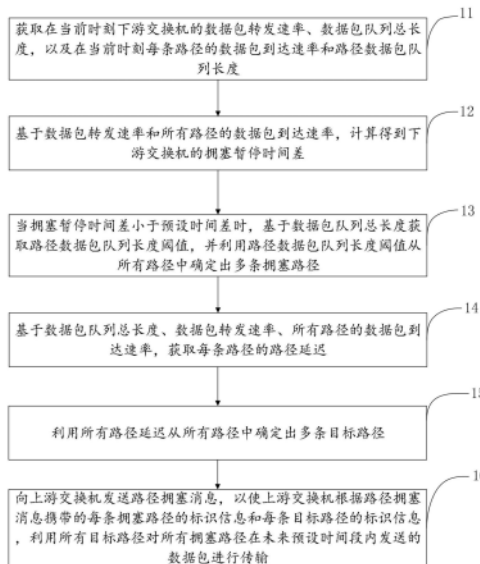 11
获取在当前时刻下游交换机的数据包转发速率、数据包队列总长
度，以及在当前时刻每条路径的数据包到达速率和路径数据包队
列长度
12
基于数据包转发速率和所有路径的数据包到达速率，计算得到下
游交换机的拥塞暂停时间差
13
当拥塞暂停时间差小于预设时间差时，基于数据包队列总长度获
取路径数据包队列长度阈值，并利用路径数据包队列长度阈值从
所有路径中确定出多条拥塞路径
14
基于数据包队列总长度、数据包转发速率、所有路径的数据包到
达速率，获取每条路径的路径延迟
15
利用所有路径延迟从所有路径中确定出多条目标路径
向上游交换机发送路径拥塞消息，以使上游交换机根据路径拥塞
消息携带的每条拥塞路径的标识信息和每条目标路径的标识信息
，利用所有目标路径对所有拥塞路径在未来预设时间段内发送的
数据包进行传输